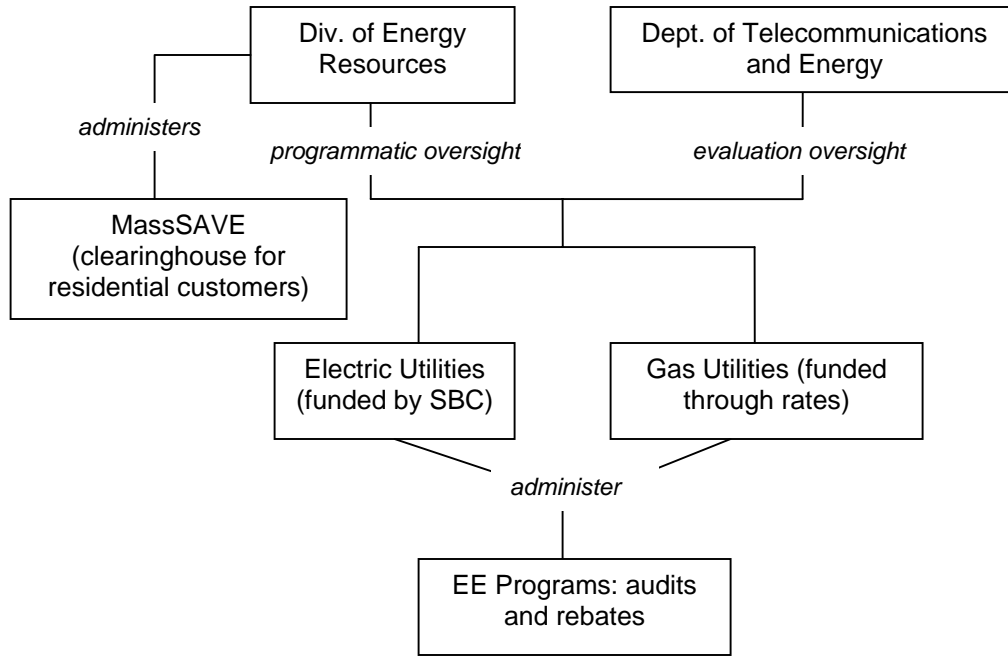 Div. of Energy
Resources
Dept. of Telecommunications
and Energy
administers
programmatic oversight
evaluation oversight
MassSAVE
(clearinghouse for
residential customers)
Electric Utilities
(funded by SBC)
Gas Utilities (funded
through rates)
administer
EE Programs: audits
and rebates